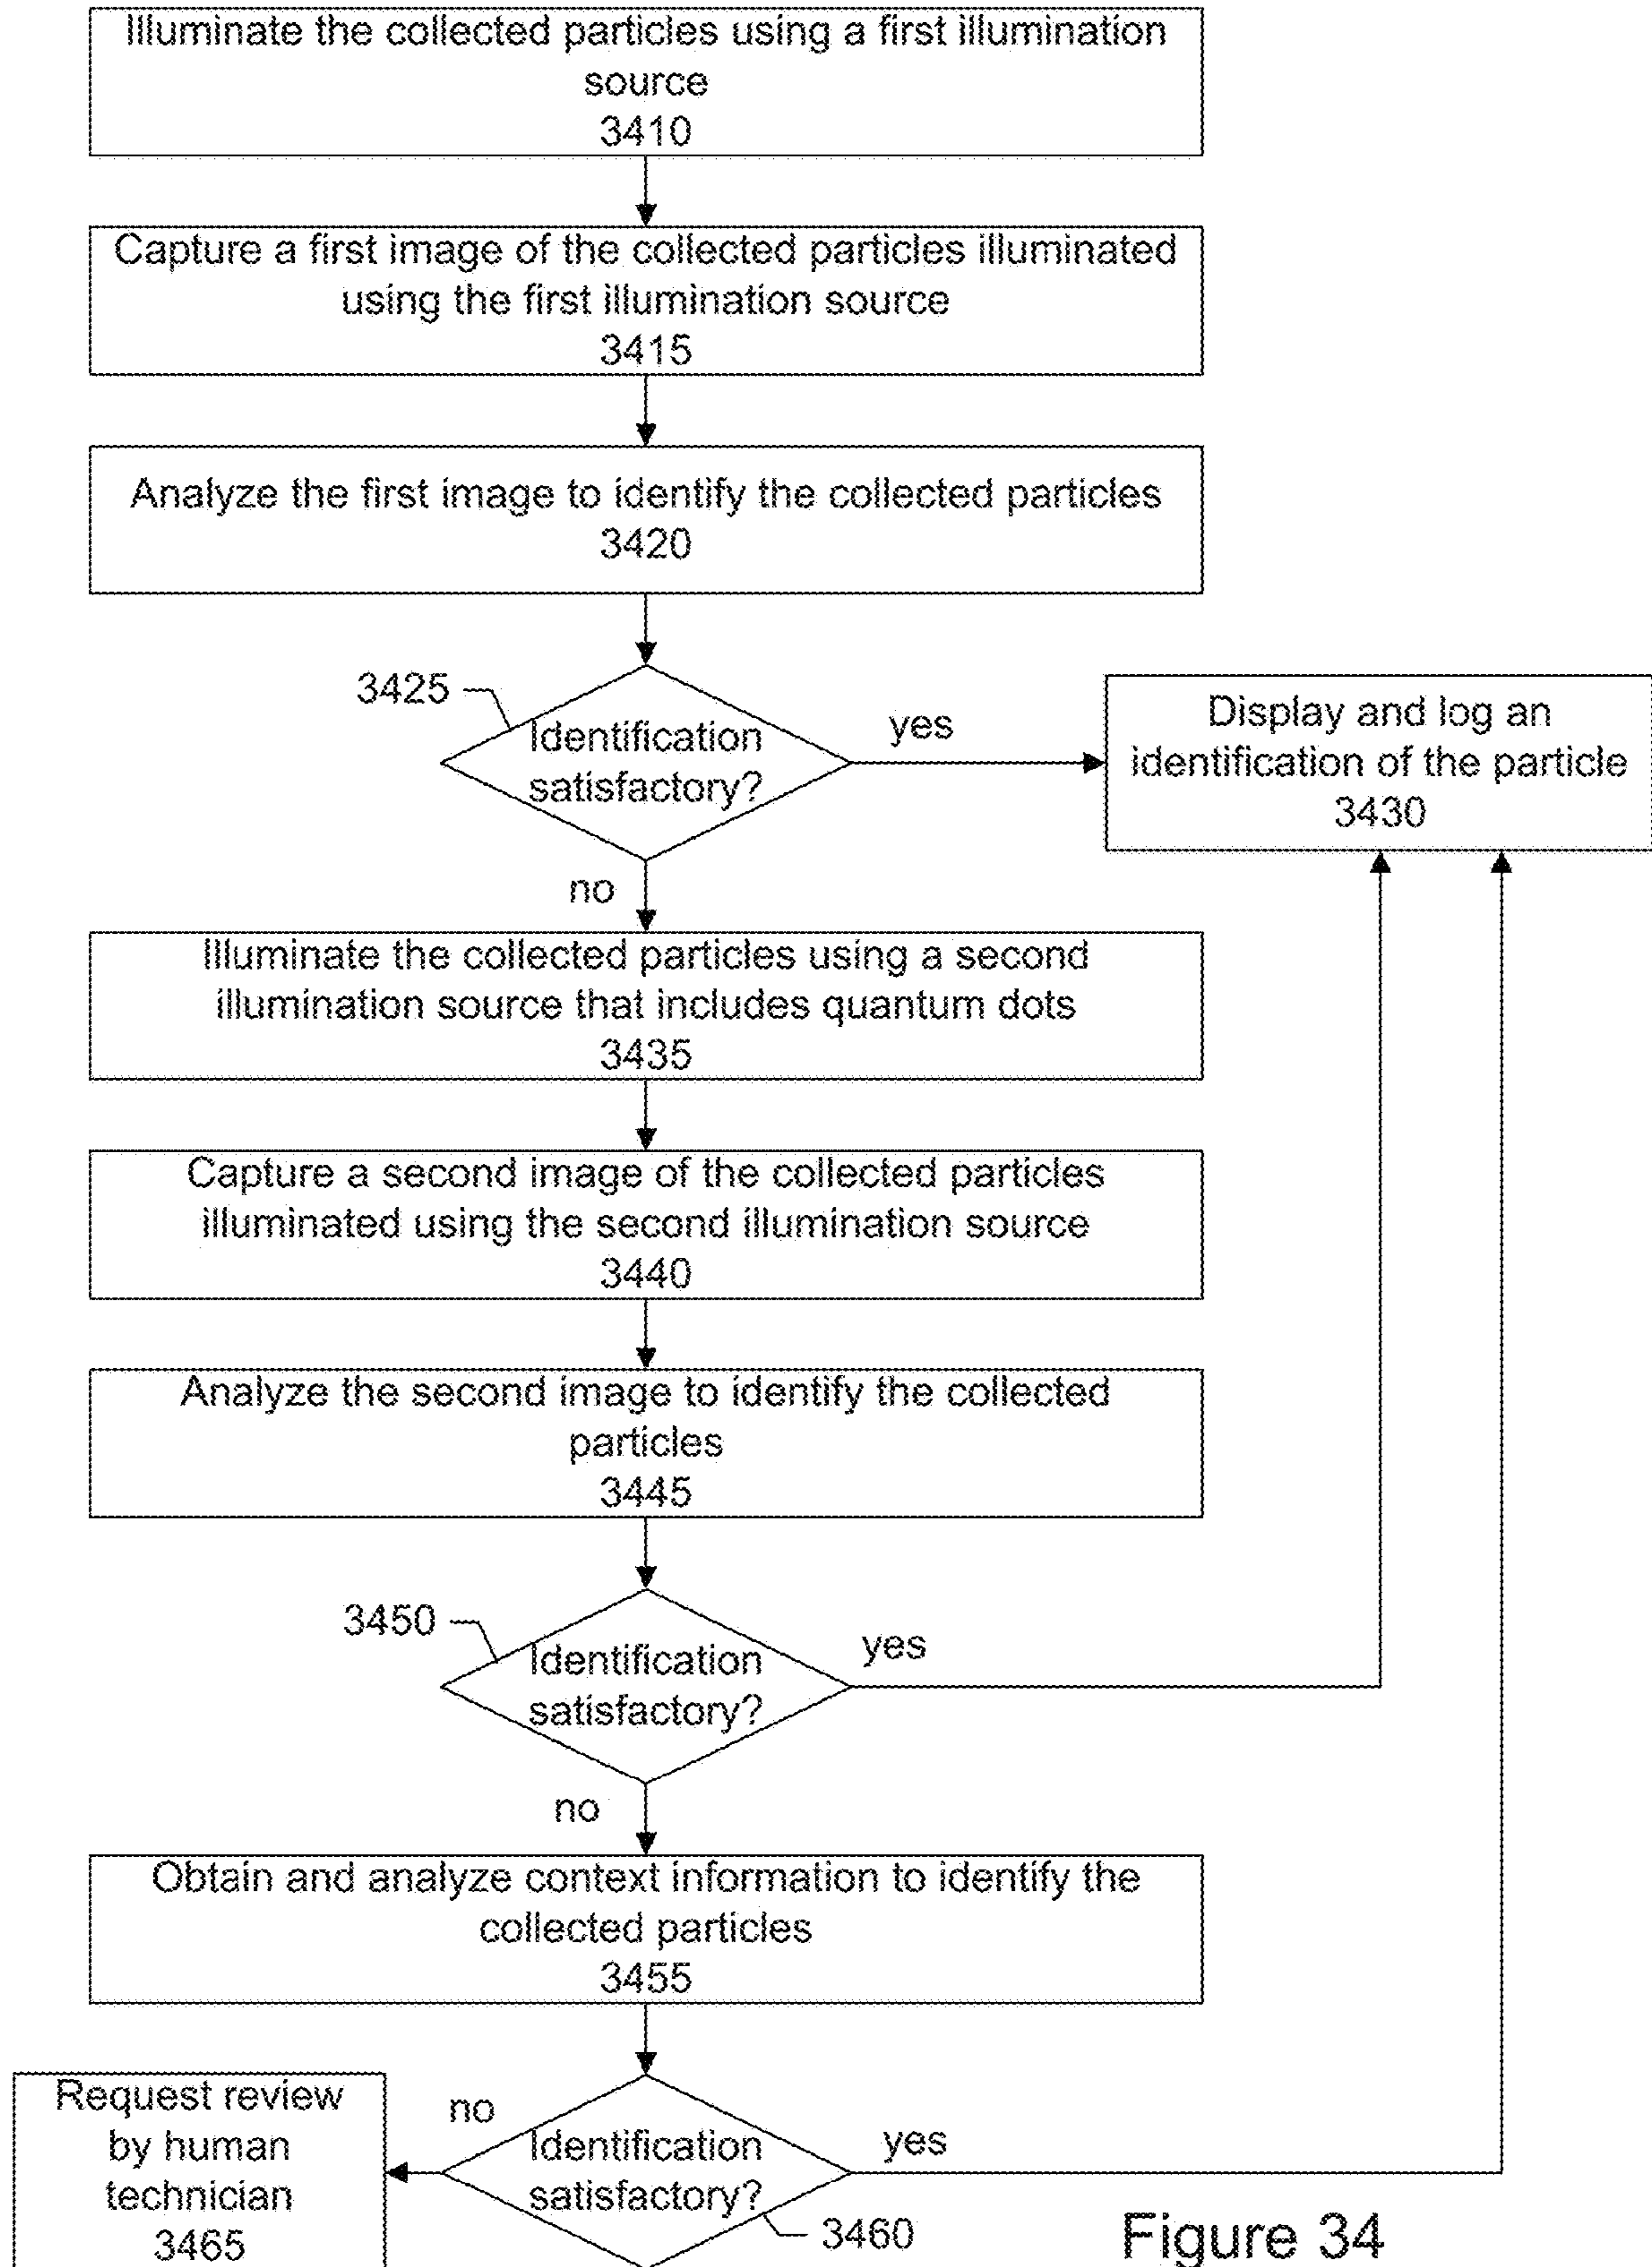 Illuminate the collected particles using a first illumination
source
3410
Capture a first image of the collected particles illuminated
using the first illumination source
3415
Analyze the first image to identify the collected particles
3420
3425
Identification
satisfactory?
yes
Display and log an
identification of the particle
3430
no
Illuminate the collected particles using a second
illumination source that includes quantum dots
3435
Capture a second image of the collected particles
illuminated using the second illumination source
3440
Analyze the second image to identify the collected
particles
3445
3450
Identification
satisfactory?
yes
no
Obtain and analyze context information to identify the
collected particles
3455
Request review
by human
technician
3465
no
Identification
satisfactory?
yes
3460
Figure 34